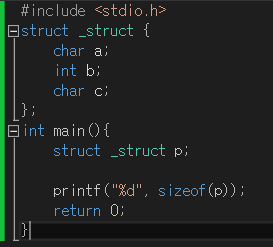 #include <stdio.h>
struct _struct {
char a;
int b;
char c;
};
int main(){
struct _struct p;
printf("%d", sizeof(p));
return 0;
}